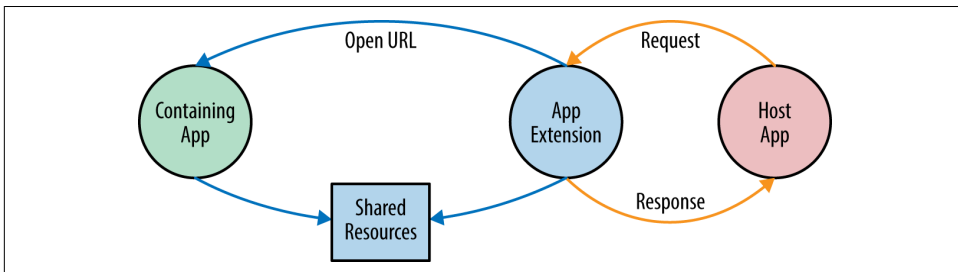 Open URL
Request
Containing
App
App
Extension
Host
App
Shared
Resources
Response